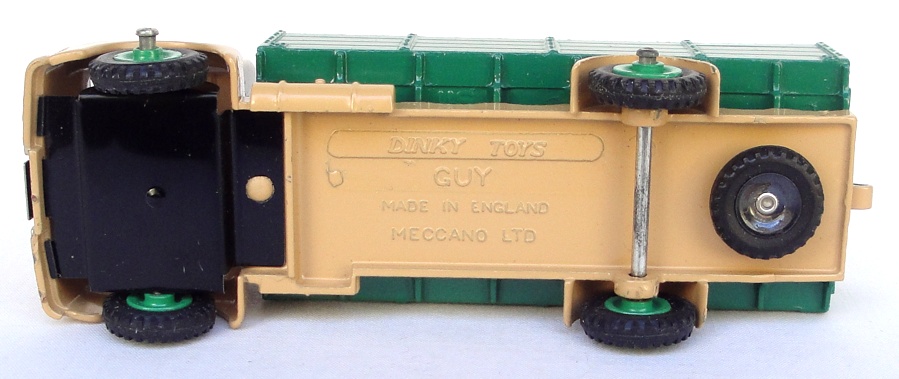 DINKY TOYS
GUY
MADE IN ENGLAND
MECCANO LTD